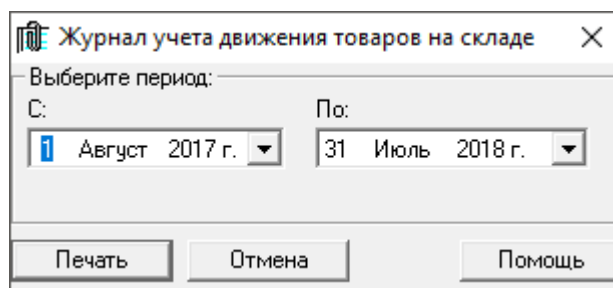 Журнал учета движения товаров на складе
Выберите период:
С: По:
1 Август 2017 г. 31 Июль 2018 г.
Печать Отмена Помощь